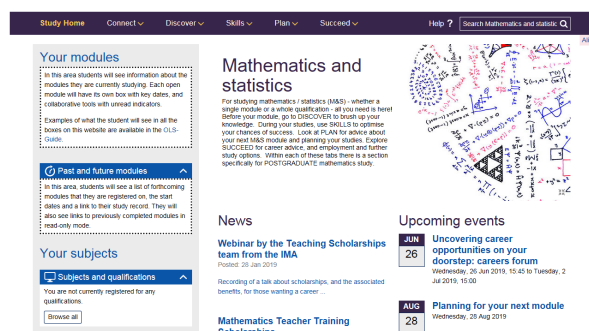 Study Home Connect Discover Skills Plan Succeed Help ? Search Mathematics and statistic
Your modules
In this area students will see information about the
modules they are currently studying. Each open
module will have its own box with key dates, and
collaborative tools with unread indicators.
Examples of what the student will see in all the
boxes on this website are available in the OLS-
Guide.
Past and future modules
In this area, students will see a list of forthcoming
modules that they are registered on, the start
dates and a link to their study record. They will
also see links to previously completed modules in
read-only mode.
Your subjects
Subjects and qualifications
You are not currently registered for any
qualifications.
Browse all
Mathematics and
statistics
For studying mathematics / statistics (M&S) - whether a
single module or a whole qualification - all you need is here!
Before your module, go to DISCOVER to brush up your
knowledge. During your studies, use SKILLS to optimise
your chances of success. Look at PLAN for advice about
your next M&S module and planning your studies. Explore
SUCCEED for career advice, and employment and further
study options. Within each of these tabs there is a section
specifically for POSTGRADUATE mathematics study.
News
Webinar by the Teaching Scholarships
team from the IMA
Posted: 28 Jan 2019
Recording of a talk about scholarships, and the associated
benefits, for those wanting a career ...
Mathematics Teacher Training
Scholarships
Upcoming events
JUN
26
Uncovering career
opportunities on your
doorstep: careers forum
Wednesday, 26 Jun 2019, 15:45 to Tuesday, 2
Jul 2019, 15:00
AUG
28
Planning for your next module
Wednesday, 28 Aug 2019